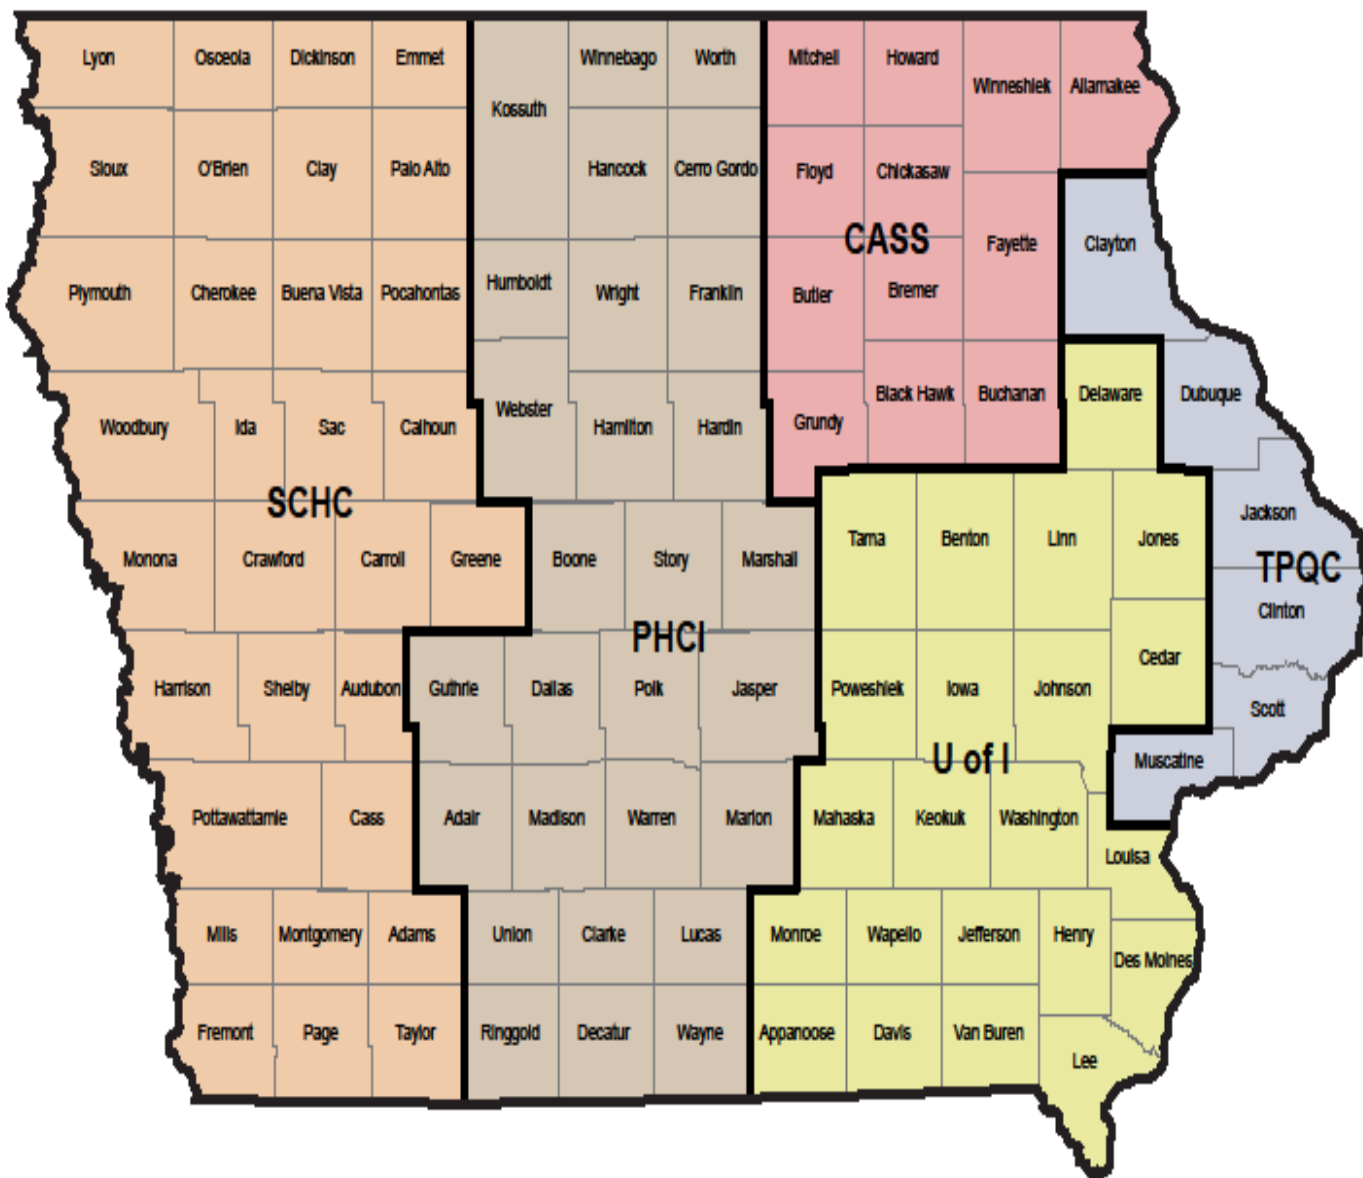 Lyon Osceola Dickinson Emmet Winnebago Worth Mitchell Howard
Kossuth Winneshiek Allamakee
Sioux O'Brien Clay Palo Alto Hancock Cerro Gordo Floyd Chickasaw
CASS Fayette Clayton
Plymouth Cherokee Buena Vista Pocahontas Humboldt Wright Franklin Butler Bremer
Woodbury Ida Sac Calhoun Webster Hamilton Hardin Grundy Black Hawk Buchanan Delaware Dubuque
SCHC
Monona Crawford Carroll Greene Boone Story Marshall Tama Benton Linn Jones Jackson
TPQC
Clinton
PHCI
Harrison Shelby Audubon Guthrie Dallas Polk Jasper Poweshiek Iowa Johnson Cedar Scott
U of I Muscatine
Pottawattamie Cass Adair Madison Warren Marion Mahaska Keokuk Washington
Louisa
Mills Montgomery Adams Union Clarke Lucas Monroe Wapello Jefferson Henry
Des Moines
Fremont Page Taylor Ringgold Decatur Wayne Appanoose Davis Van Buren
Lee